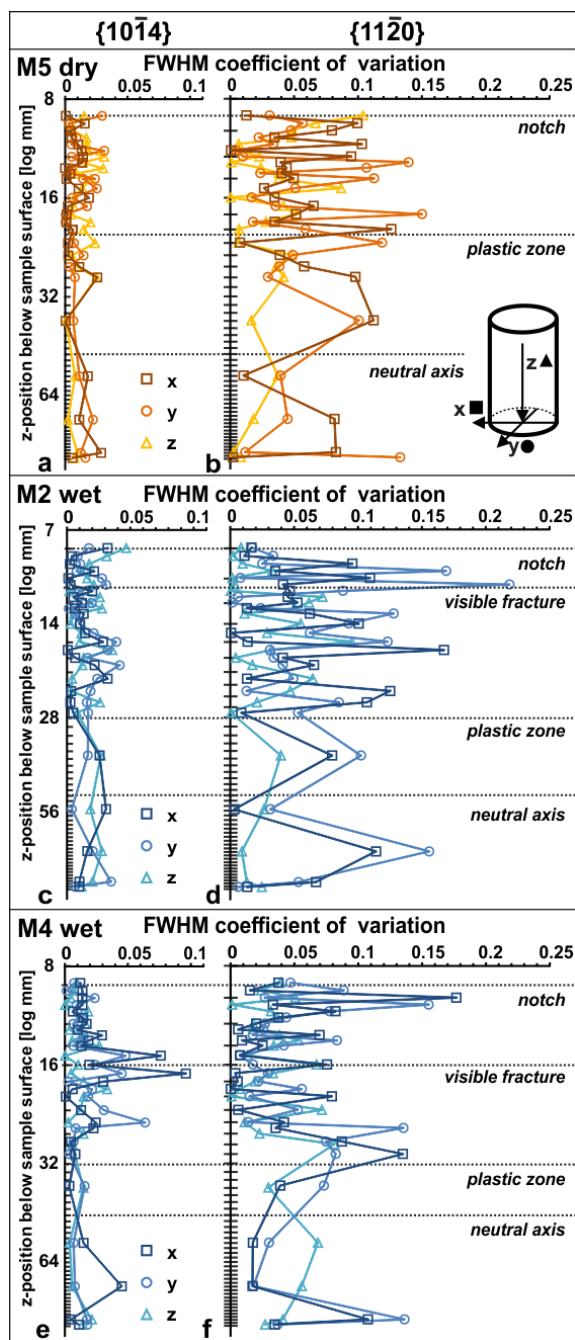 {101̄4} {112̄0}
M5 dry FWHM coefficient of variation
8 0 0.05 0.1 0 0.05 0.1 0.15 0.2 0.25
notch
16
plastic zone
32
neutral axis
64
z-position below sample surface [log mm]
x
y
z
z
x
y
a b
M2 wet FWHM coefficient of variation
7 0 0.05 0.1 0 0.05 0.1 0.15 0.2 0.25
notch
visible fracture
14
28
plastic zone
56
neutral axis
z-position below sample surface [log mm]
x
y
z
c d
M4 wet FWHM coefficient of variation
8 0 0.05 0.1 0 0.05 0.1 0.15 0.2 0.25
notch
16
visible fracture
32
plastic zone
neutral axis
64
z-position below sample surface [log mm]
x
y
z
e f